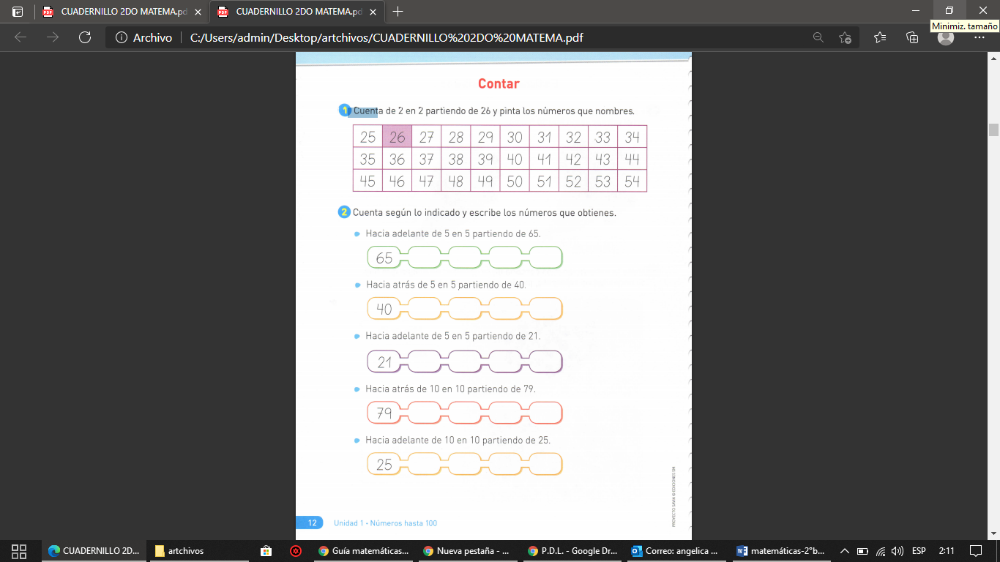 CUADERNILLO 2DO MATEMA.pd
CUADERNILLO 2DO MATEMA.pd
Minimiz. tamaño
Archivo
C:/Users/admin/Desktop/artchivos/CUADERNILLO%202DO%20MATEMA.pdf
Contar
1 Cuenta de 2 en 2 partiendo de 26 y pinta los números que nombres.
25 26 27 28 29 30 31 32 33 34
35 36 37 38 39 40 41 42 43 44
45 46 47 48 49 50 51 52 53 54
2 Cuenta según lo indicado y escribe los números que obtienes.
Hacia adelante de 5 en 5 partiendo de 65.
65
Hacia atrás de 5 en 5 partiendo de 40.
40
Hacia adelante de 5 en 5 partiendo de 21.
21
Hacia atrás de 10 en 10 partiendo de 79.
79
Hacia adelante de 10 en 10 partiendo de 25.
25
PROYECTO SAVIA © EDICIONES SM
12 Unidad 1 • Números hasta 100
CUADERNILLO 2D... artchivos Guía matemáticas... Nueva pestaña - ... P.D.L. - Google Dr... Correo: angelica ... matemáticas-2°b... ESP 2:11